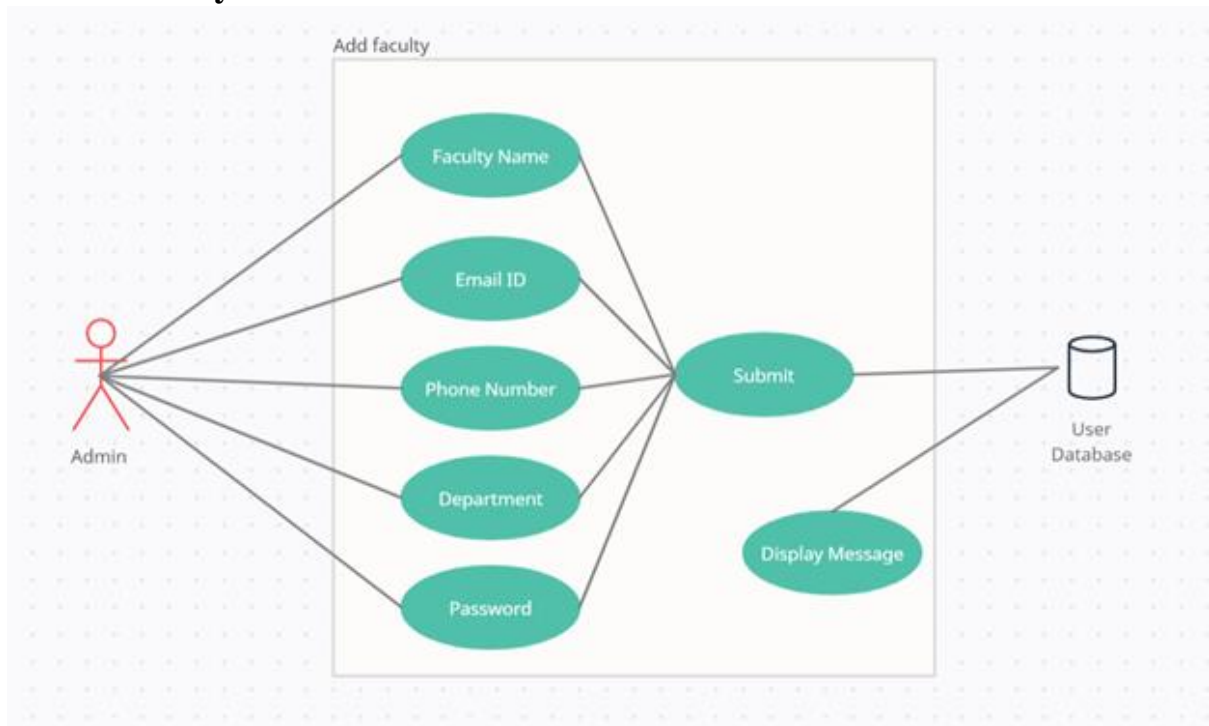 Add faculty
Faculty Name
Email ID
Phone Number
Department
Password
Submit
Display Message
Admin
User
Database